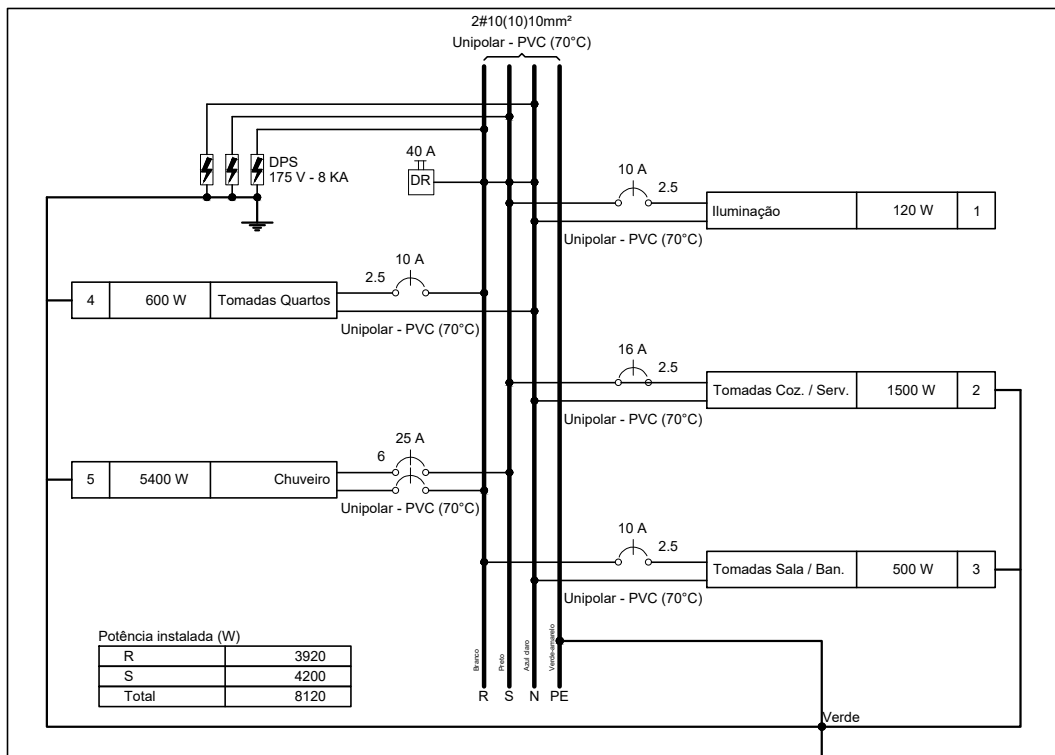 2#10(10)10mm²
Unipolar - PVC (70°C)
DPS
175 V - 8 KA
40 A
DR
10 A
2.5
Iluminação 120 W 1
Unipolar - PVC (70°C)
10 A
2.5
4 600 W Tomadas Quartos
Unipolar - PVC (70°C)
16 A
2.5
Tomadas Coz. / Serv. 1500 W 2
Unipolar - PVC (70°C)
25 A
6
5 5400 W Chuveiro
Unipolar - PVC (70°C)
10 A
2.5
Tomadas Sala / Ban. 500 W 3
Unipolar - PVC (70°C)
Potência instalada (W)
R 3920
S 4200
Total 8120
Branco
Preto
Azul claro
Verde-amarelo
R S N PE
Verde